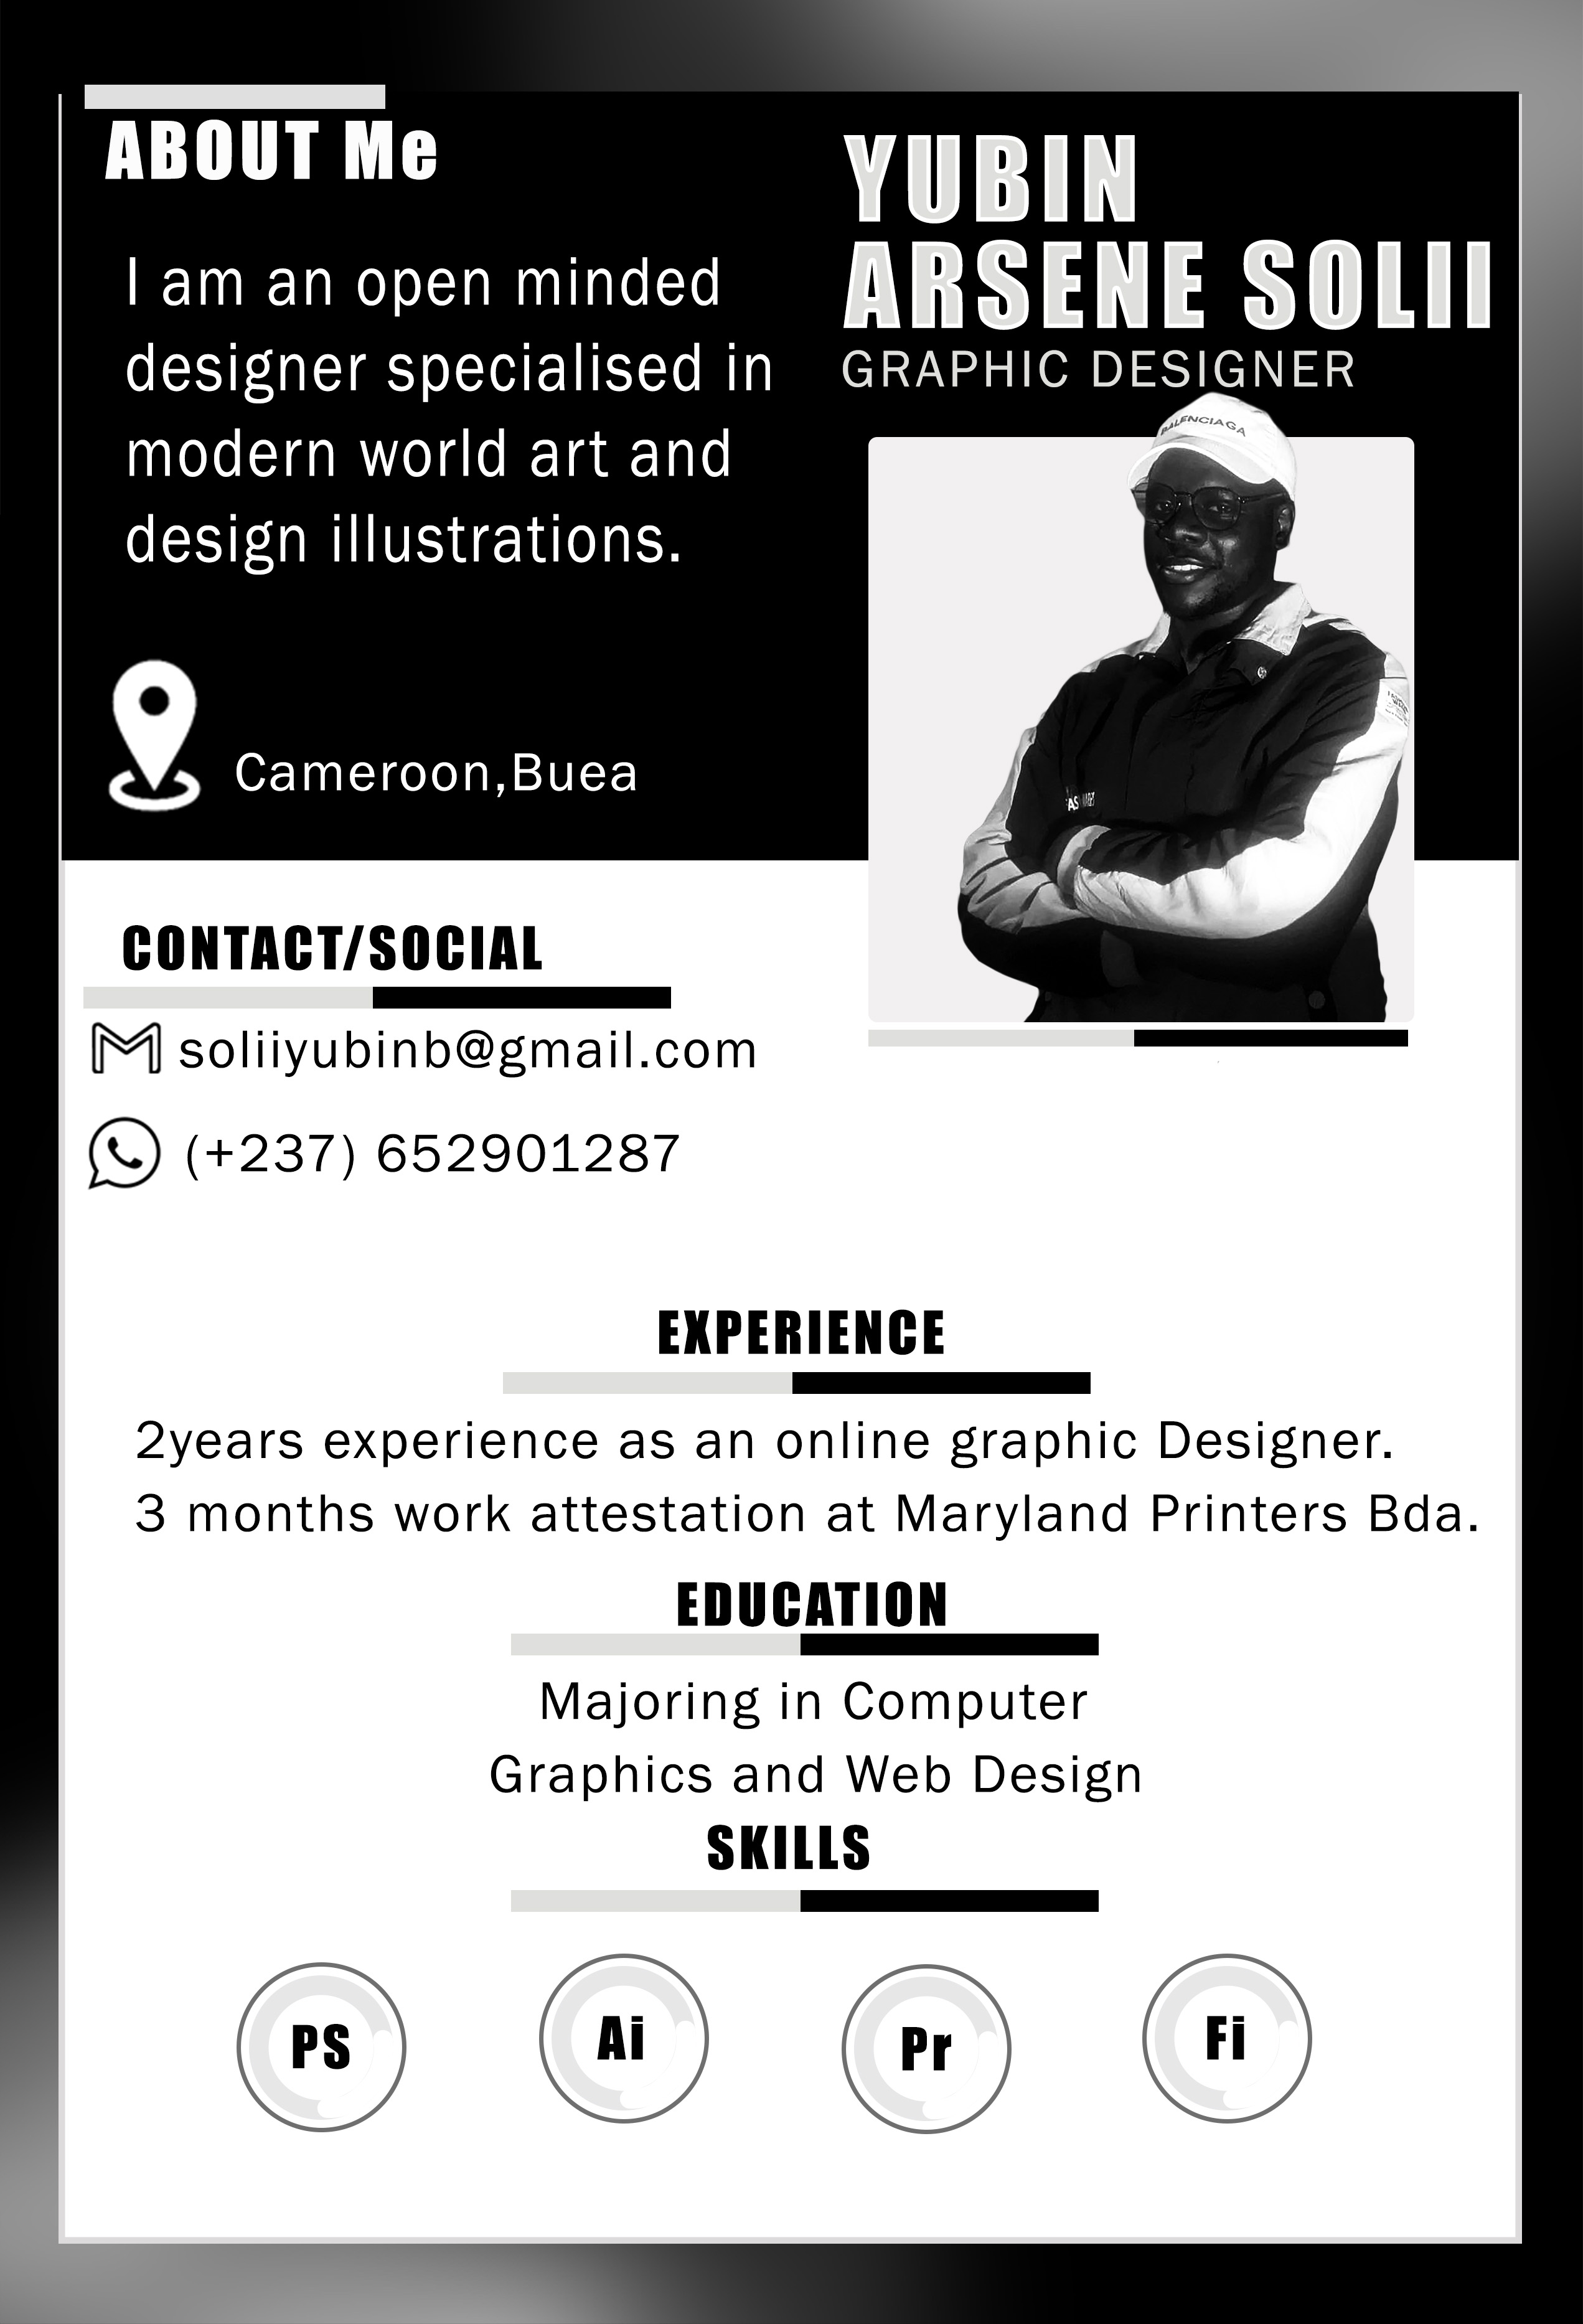 ABOUT Me
I am an open minded
designer specialised in
modern world art and
design illustrations.
Cameroon,Buea
YUBIN
ARSENE SOLII
GRAPHIC DESIGNER
BALENCIAGA
CONTACT/SOCIAL
soliiyubinb@gmail.com
(+237) 652901287
EXPERIENCE
2years experience as an online graphic Designer.
3 months work attestation at Maryland Printers Bda.
EDUCATION
Majoring in Computer
Graphics and Web Design
SKILLS
PS Ai Pr Fi